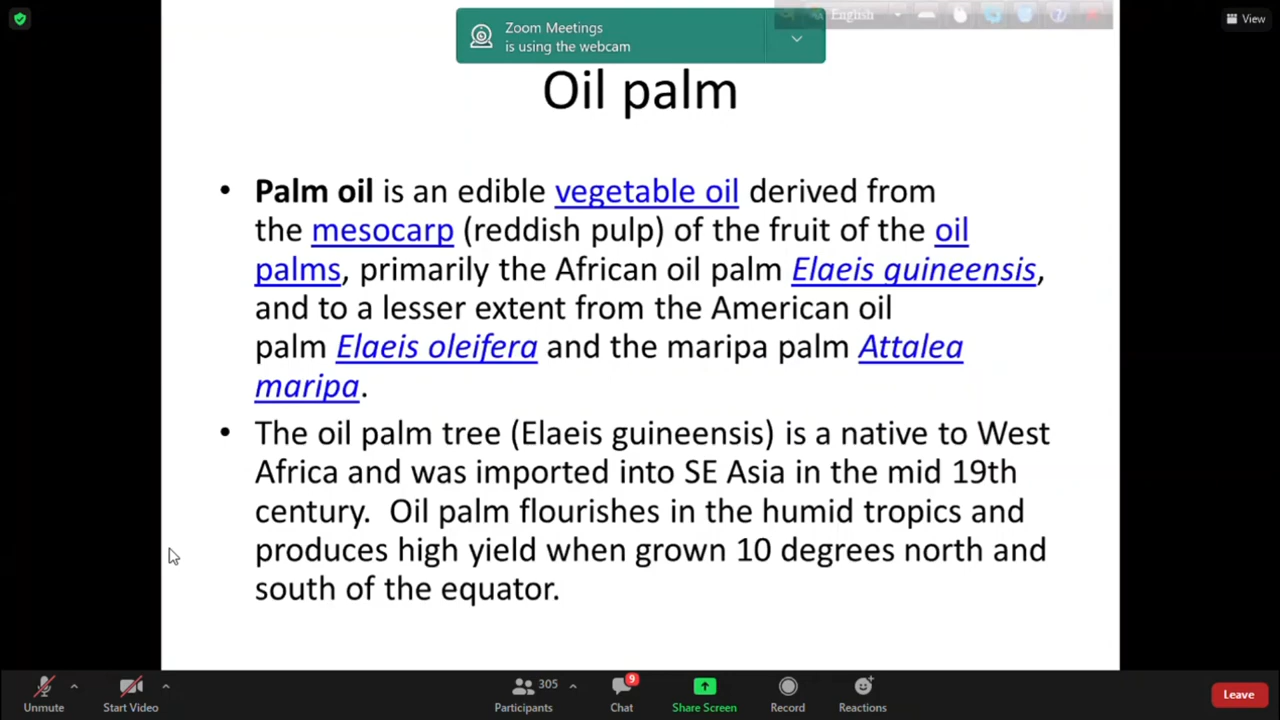 Zoom Meetings
is using the webcam
English
View
Oil palm
• Palm oil is an edible vegetable oil derived from
the mesocarp (reddish pulp) of the fruit of the oil
palms, primarily the African oil palm Elaeis guineensis,
and to a lesser extent from the American oil
palm Elaeis oleifera and the maripa palm Attalea
maripa.
• The oil palm tree (Elaeis guineensis) is a native to West
Africa and was imported into SE Asia in the mid 19th
century. Oil palm flourishes in the humid tropics and
produces high yield when grown 10 degrees north and
south of the equator.
Unmute
Start Video
305
Participants
9
Chat
Share Screen
Record
Reactions
Leave